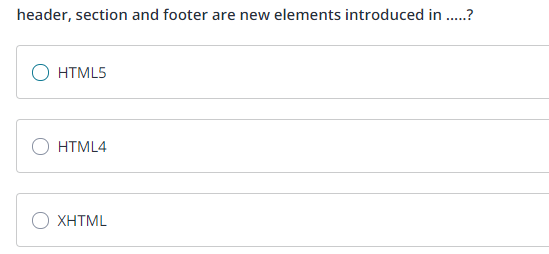 header, section and footer are new elements introduced in .....?
HTML5
HTML4
XHTML